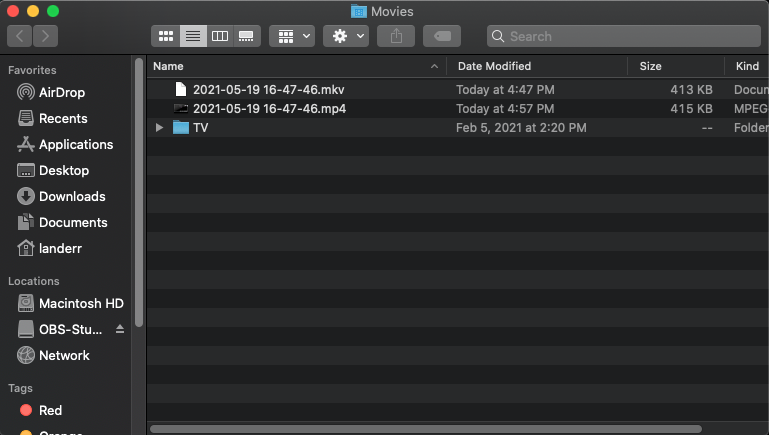 Movies
Search
Favorites
AirDrop
Recents
Applications
Desktop
Downloads
Documents
landerr
Locations
Macintosh HD
OBS-Stu...
Network
Tags
Red
Orange
Name Date Modified Size Kind
2021-05-19 16-47-46.mkv Today at 4:47 PM 413 KB Docum
2021-05-19 16-47-46.mp4 Today at 4:57 PM 415 KB MPEG
TV Feb 5, 2021 at 2:20 PM -- Folder